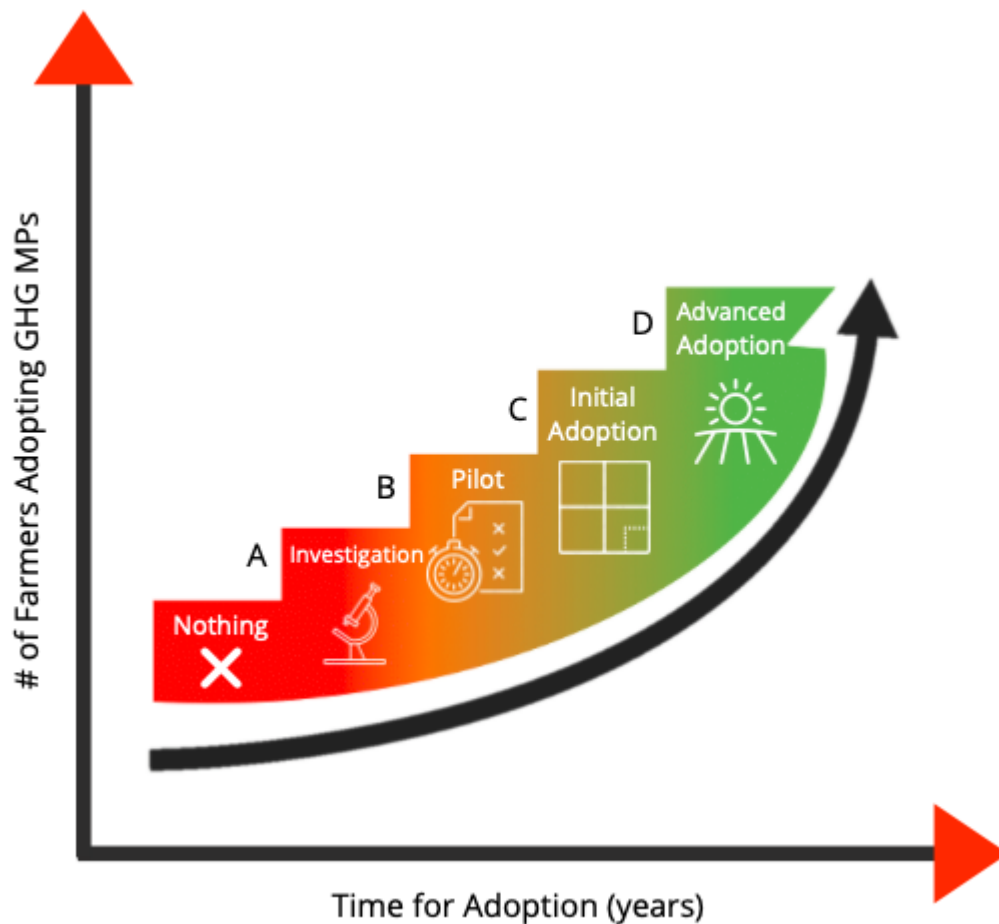 # of Farmers Adopting GHG MPs
D
Advanced
Adoption
C
Initial
Adoption
B
Pilot
A
Investigation
Nothing
Time for Adoption (years)